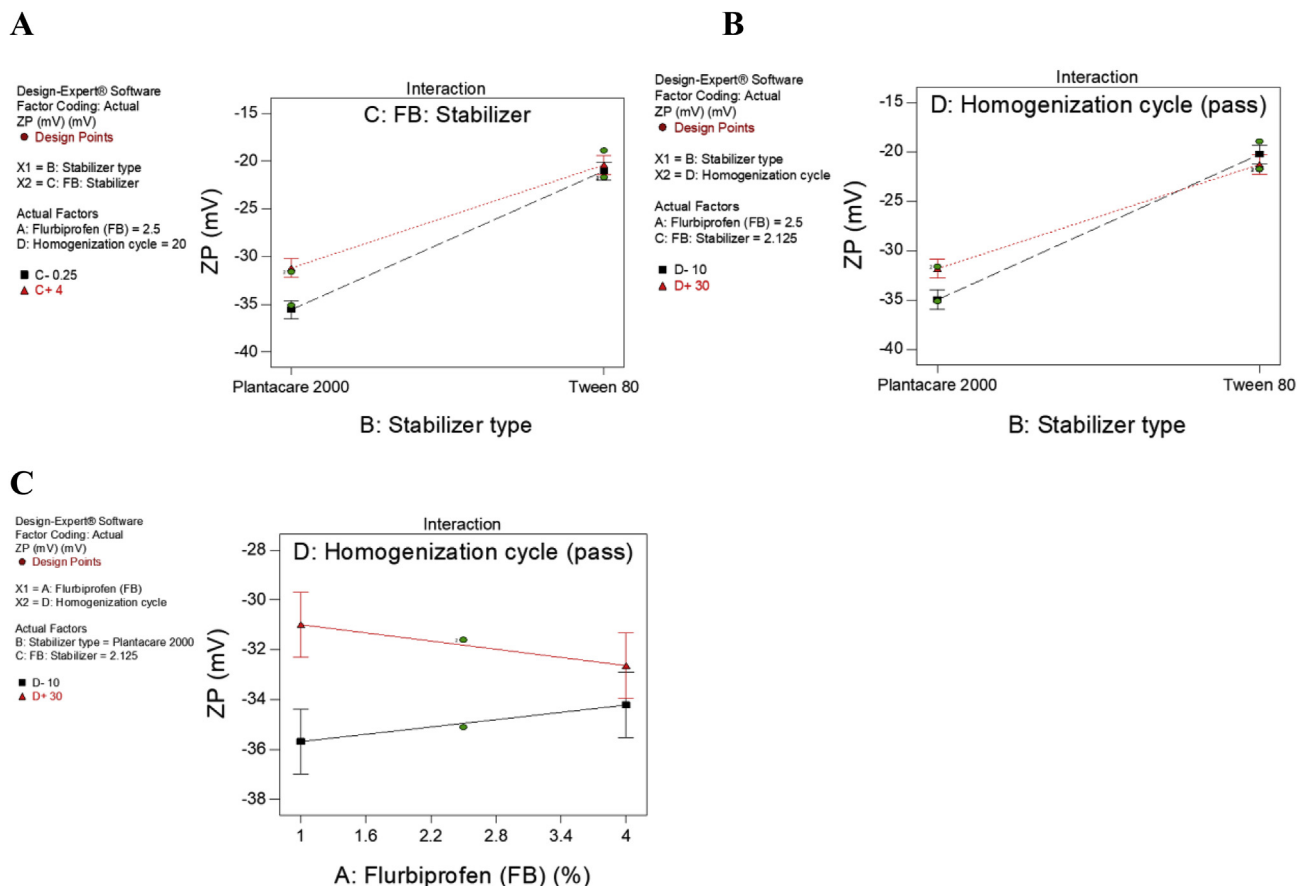 A
Design-Expert® Software
Factor Coding: Actual
ZP (mV) (mV)
Design Points
X1 = B: Stabilizer type
X2 = C: FB: Stabilizer
Actual Factors
A: Flurbiprofen (FB) = 2.5
D: Homogenization cycle = 20
C- 0.25
C+ 4
Interaction
C: FB: Stabilizer
ZP (mV)
-15
-20
-25
-30
-35
-40
Plantacare 2000
Tween 80
B: Stabilizer type
B
Design-Expert® Software
Factor Coding: Actual
ZP (mV) (mV)
Design Points
X1 = B: Stabilizer type
X2 = D: Homogenization cycle
Actual Factors
A: Flurbiprofen (FB) = 2.5
C: FB: Stabilizer = 2.125
D- 10
D+ 30
Interaction
D: Homogenization cycle (pass)
ZP (mV)
-15
-20
-25
-30
-35
-40
Plantacare 2000
Tween 80
B: Stabilizer type
C
Design-Expert® Software
Factor Coding: Actual
ZP (mV) (mV)
Design Points
X1 = A: Flurbiprofen (FB)
X2 = D: Homogenization cycle
Actual Factors
B: Stabilizer type = Plantacare 2000
C: FB: Stabilizer = 2.125
D- 10
D+ 30
Interaction
D: Homogenization cycle (pass)
ZP (mV)
-28
-30
-32
-34
-36
-38
1 1.6 2.2 2.8 3.4 4
A: Flurbiprofen (FB) (%)